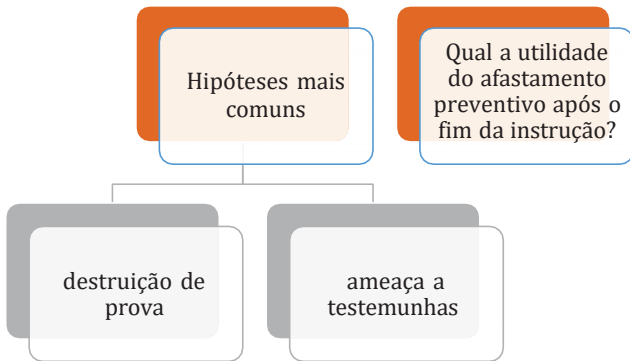 Hipóteses mais
comuns
Qual a utilidade
do afastamento
preventivo após o
fim da instrução?
destruição de
prova
ameaça a
testemunhas